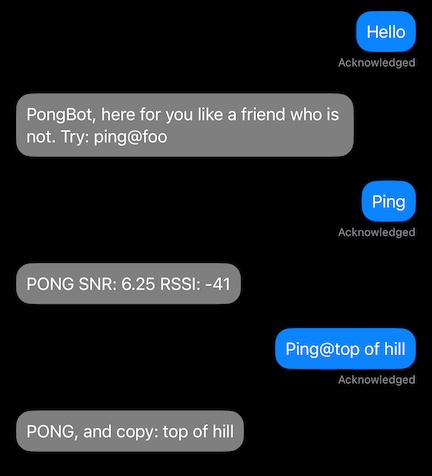 Hello
Acknowledged
PongBot, here for you like a friend who is
not. Try: ping@foo
Ping
Acknowledged
PONG SNR: 6.25 RSSI: -41
Ping@top of hill
Acknowledged
PONG, and copy: top of hill